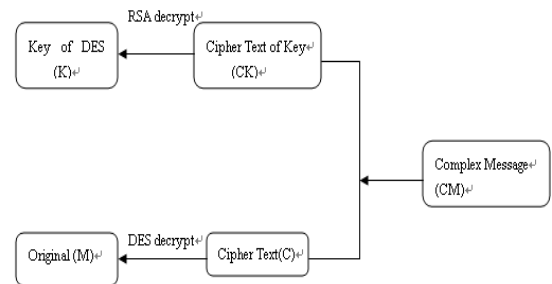 RSA decrypt↵
Key of DES
(K)↵
Cipher Text of Key↵
(CK)↵
Complex Message↵
(CM)↵
DES decrypt↵
Original (M)↵
Cipher Text(C)↵